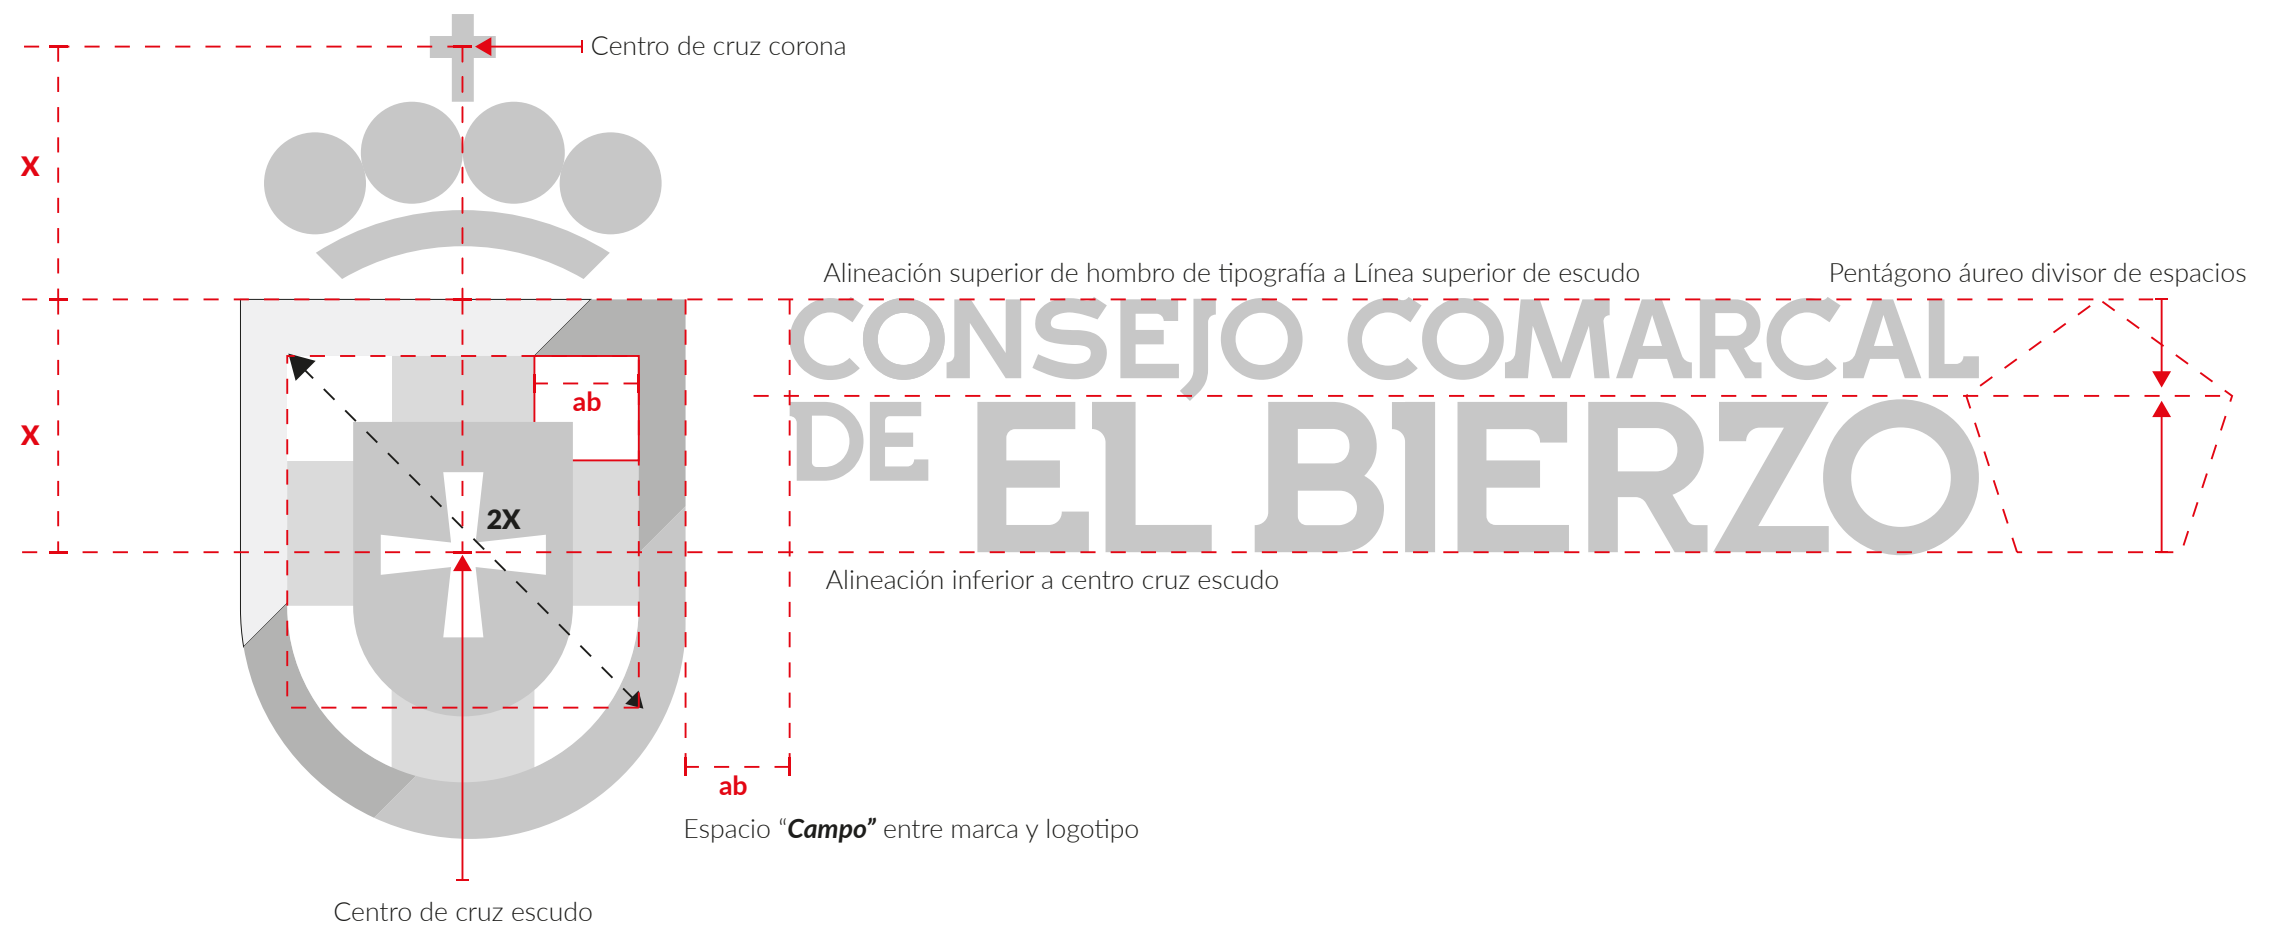 Centro de cruz corona
X
Alineación superior de hombro de tipografía a Línea superior de escudo
Pentágono áureo divisor de espacios
CONSEJO COMARCAL
ab
X
DE EL BIERZO
2X
Alineación inferior a centro cruz escudo
ab
Espacio “Campo” entre marca y logotipo
Centro de cruz escudo